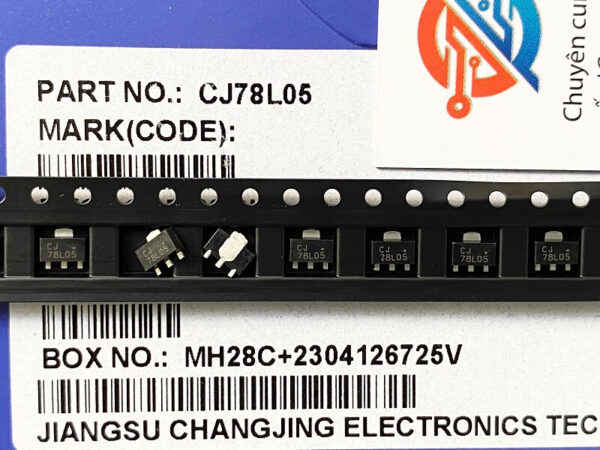 PART NO.: CJ78L05
MARK(CODE):
Chuyên cun
CJ
78L05
CJ
78L05
CJ
78L05
CJ
78L05
CJ
78L05
CJ
78L05
BOX NO.: MH28C+2304126725V
JIANGSU CHANGJING ELECTRONICS TEC